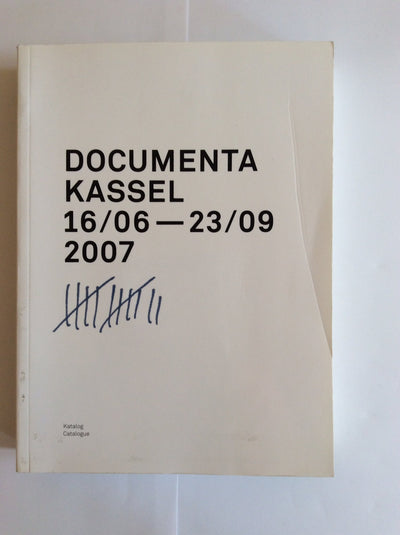 DOCUMENTA
KASSEL
16/06 — 23/09
2007
Katalog
Catalogue